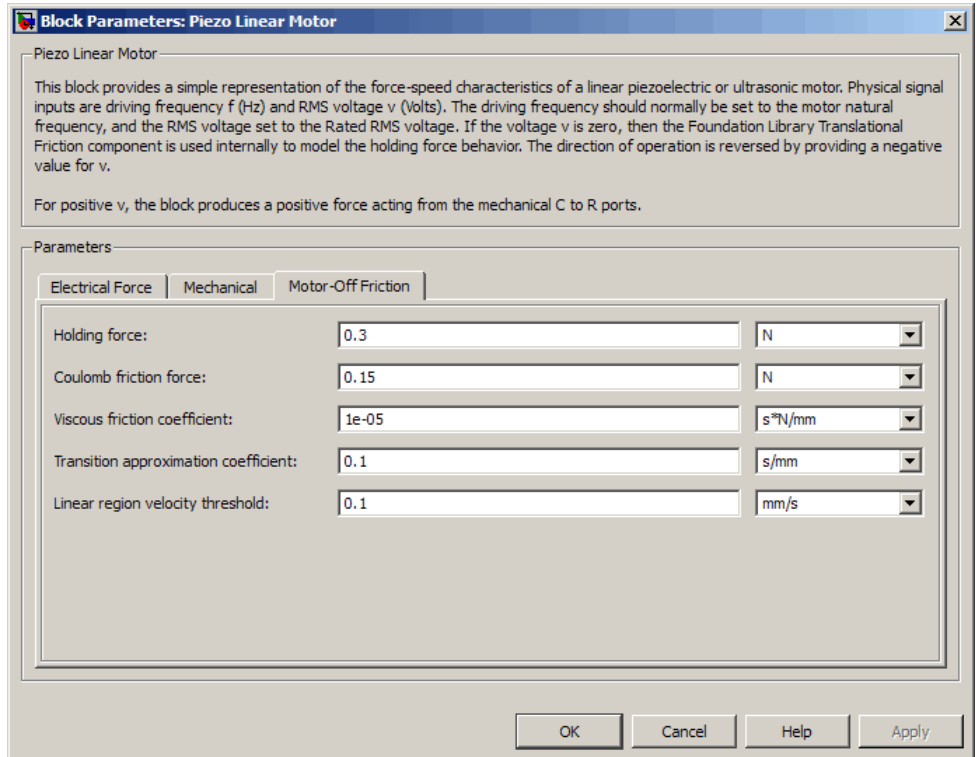 Block Parameters: Piezo Linear Motor
Piezo Linear Motor
This block provides a simple representation of the force-speed characteristics of a linear piezoelectric or ultrasonic motor. Physical signal
inputs are driving frequency f (Hz) and RMS voltage v (Volts). The driving frequency should normally be set to the motor natural
frequency, and the RMS voltage set to the Rated RMS voltage. If the voltage v is zero, then the Foundation Library Translational
Friction component is used internally to model the holding force behavior. The direction of operation is reversed by providing a negative
value for v.
For positive v, the block produces a positive force acting from the mechanical C to R ports.
Parameters
Electrical Force Mechanical Motor-Off Friction
Holding force: 0.3 N
Coulomb friction force: 0.15 N
Viscous friction coefficient: 1e-05 s*N/mm
Transition approximation coefficient: 0.1 s/mm
Linear region velocity threshold: 0.1 mm/s
OK Cancel Help Apply